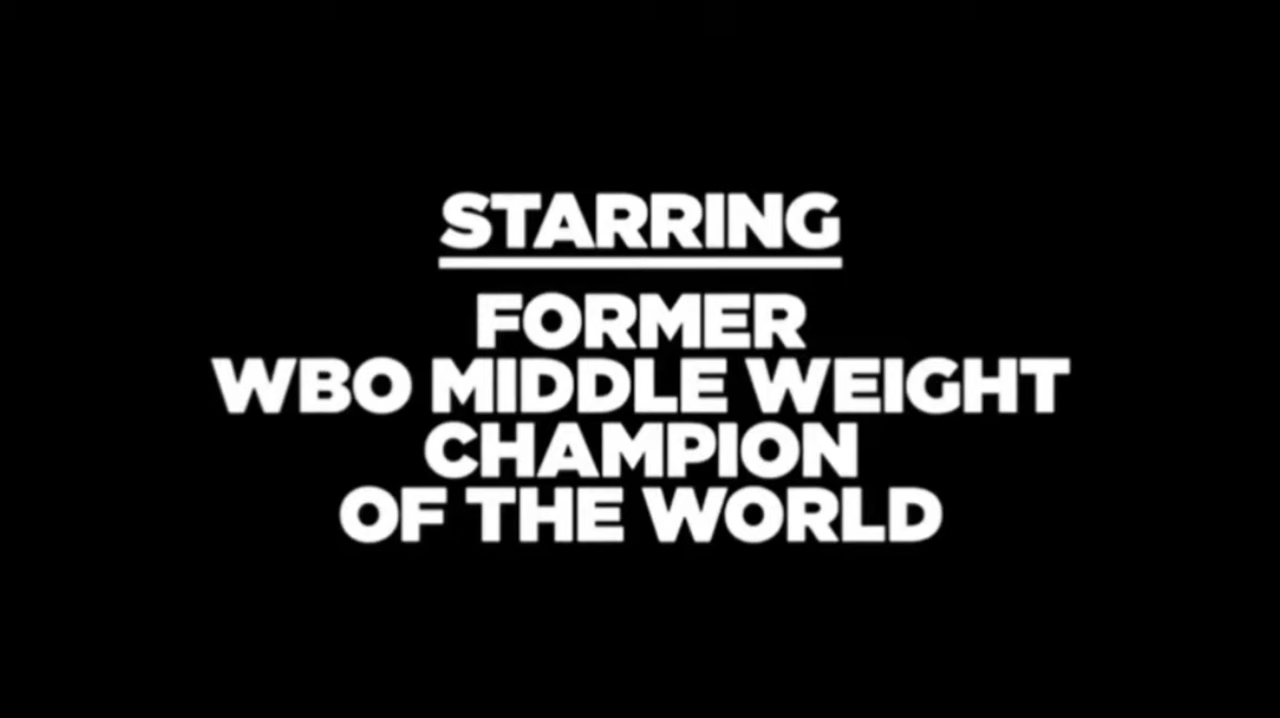 STARRING
FORMER
WBO MIDDLE WEIGHT
CHAMPION
OF THE WORLD